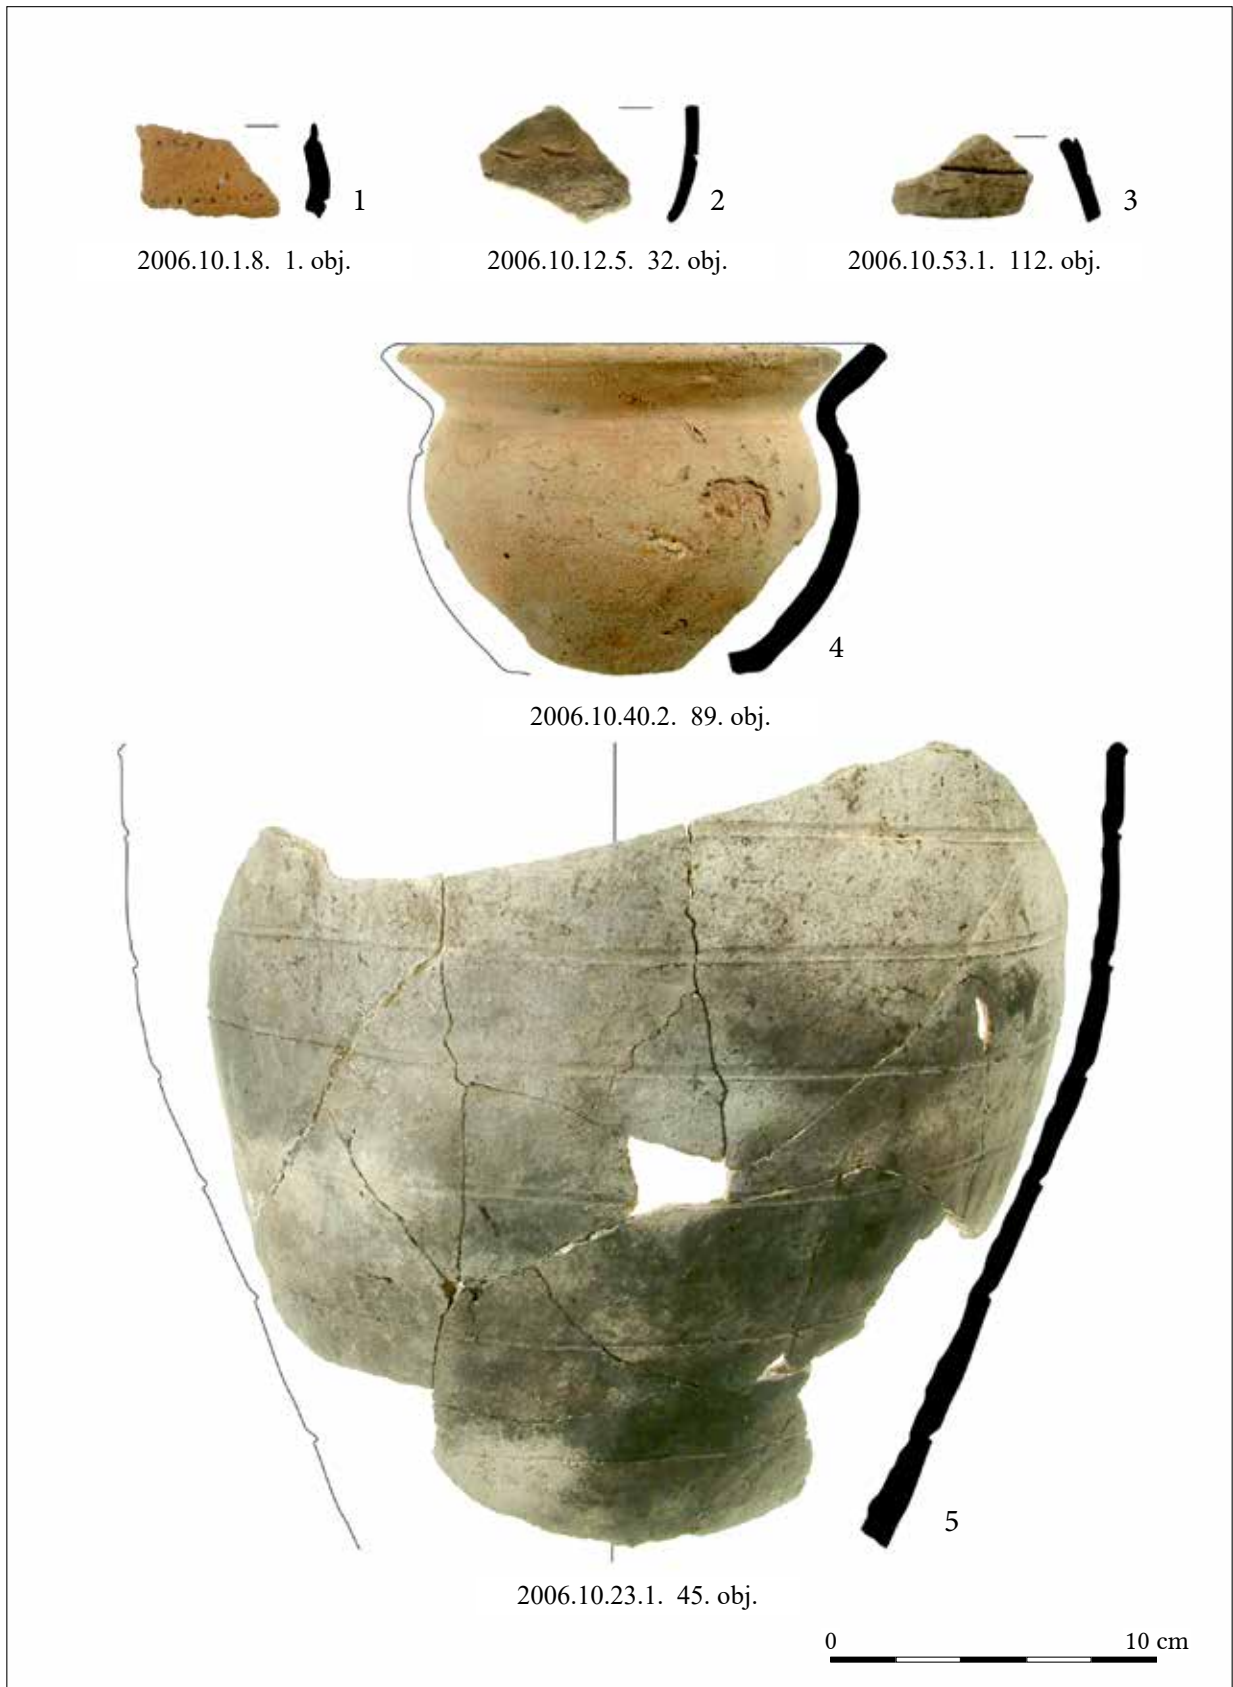 1
2
3
2006.10.1.8. 1. obj.
2006.10.12.5. 32. obj.
2006.10.53.1. 112. obj.
4
2006.10.40.2. 89. obj.
5
2006.10.23.1. 45. obj.
0
10 cm